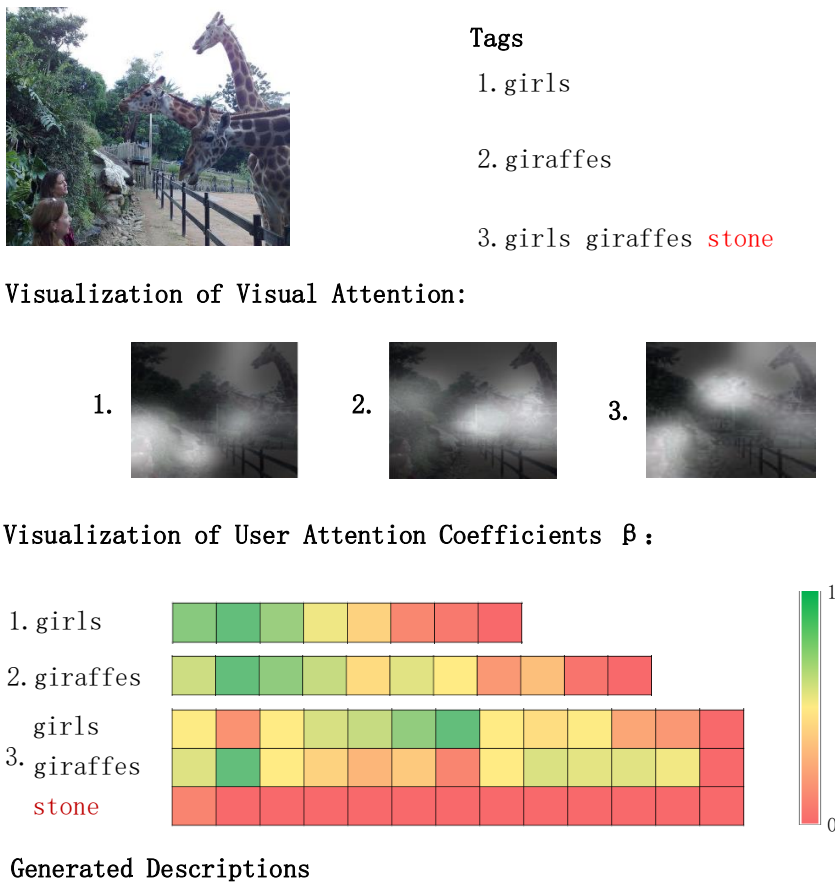 Tags
1.girls
2.giraffes
3.girls giraffes stone
Visualization of Visual Attention:
1.
2.
3.
Visualization of User Attention Coefficients β:
1.girls
2.giraffes
3.
girls
giraffes
stone
1
0
Generated Descriptions